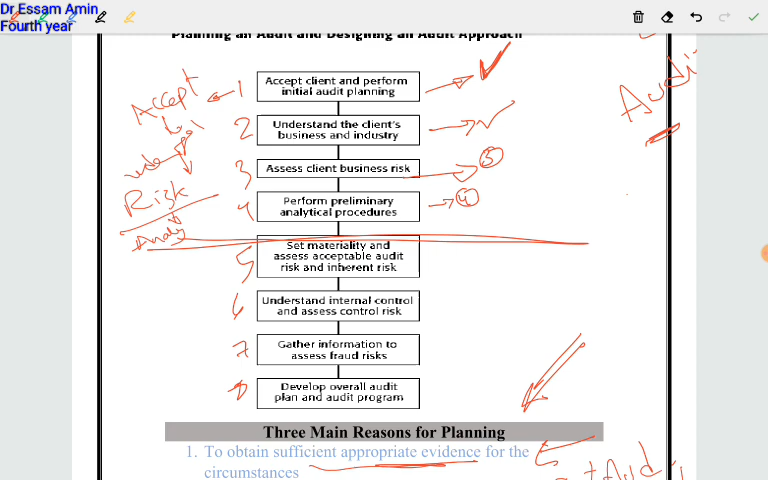 Dr Essam Amin
Fourth year
Planning an Audit and Designing an Audit Approach
Audi
Accept
1
Accept client and perform
initial audit planning
2
Understand the client's
business and industry
3
Assess client business risk
3
Risk
4
Perform preliminary
analytical procedures
4
Analy
5
Set materiality and
assess acceptable audit
risk and inherent risk
6
Understand internal control
and assess control risk
7
Gather information to
assess fraud risks
8
Develop overall audit
plan and audit program
Three Main Reasons for Planning
1. To obtain sufficient appropriate evidence for the
circumstances